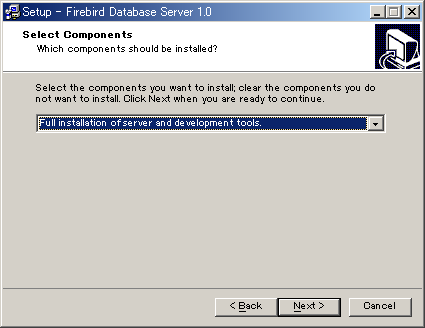 Setup - Firebird Database Server 1.0
Select Components
Which components should be installed?
Select the components you want to install; clear the components you do
not want to install. Click Next when you are ready to continue.
Full installation of server and development tools.
< Back
Next >
Cancel